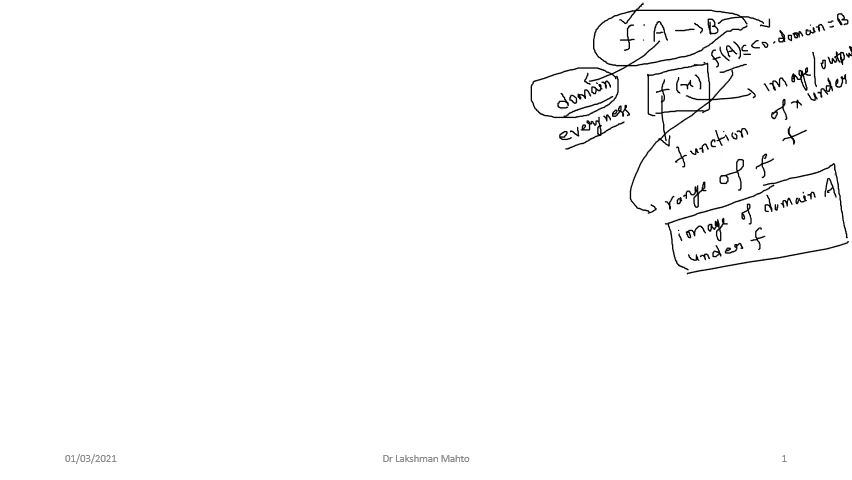 f : A → B
f(A) ⊆ Co-domain = B
domain
everyness
f(x)
image/output
of x under
f
function
range of f
image of domain A
under f
01/03/2021
Dr Lakshman Mahto
1